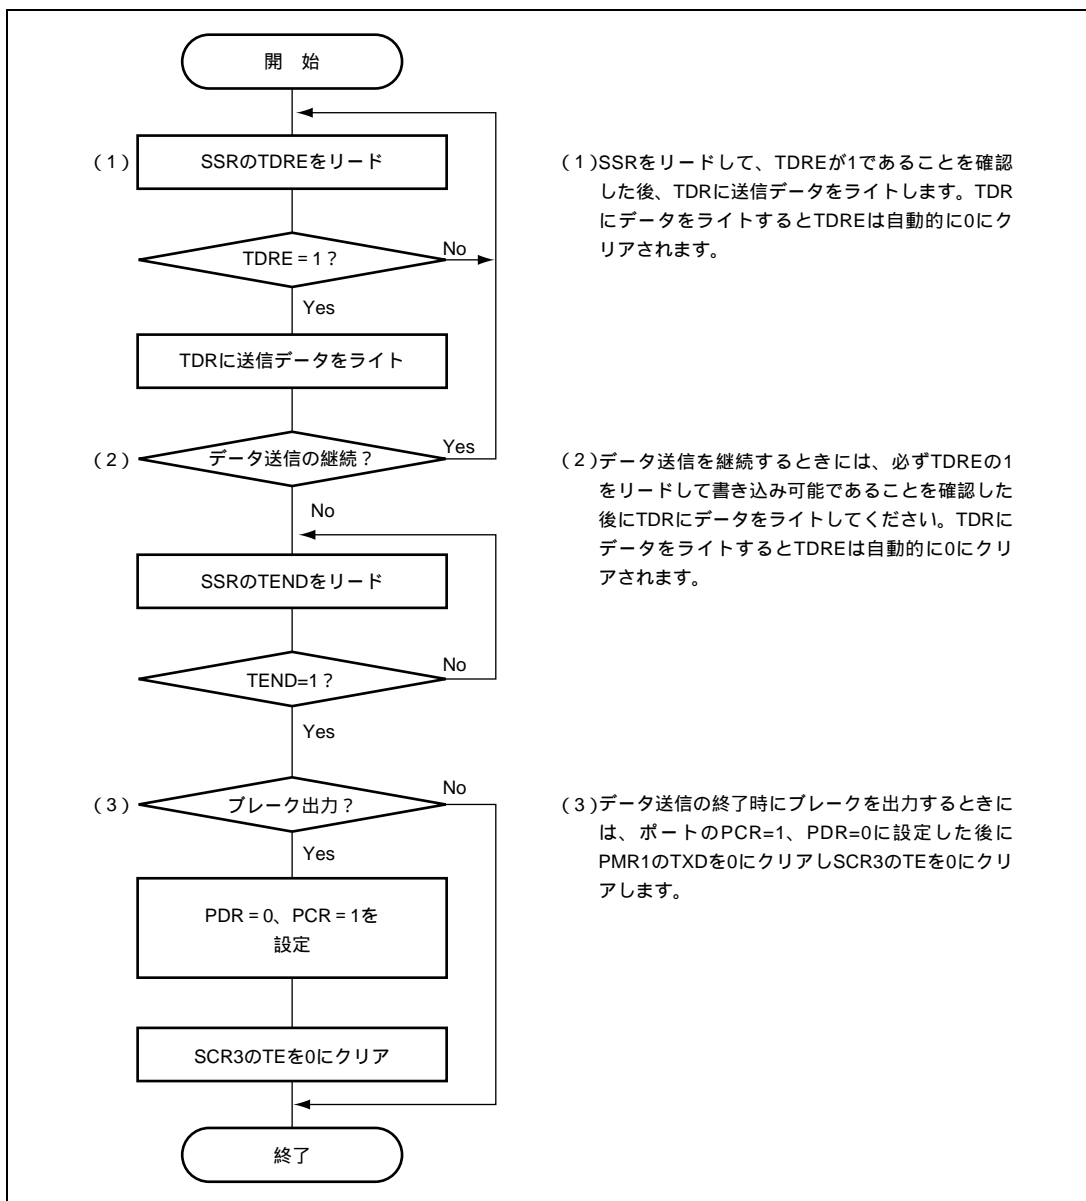 開　始
（1） SSRのTDREをリード
TDRE = 1？
No
Yes
TDRに送信データをライト
（2） データ送信の継続？
Yes
No
SSRのTENDをリード
TEND=1？
No
Yes
（3） ブレーク出力？
No
Yes
PDR = 0、PCR = 1を
設定
SCR3のTEを0にクリア
終了
（1）SSRをリードして、TDREが1であることを確認
した後、TDRに送信データをライトします。TDR
にデータをライトするとTDREは自動的に0にク
リアされます。
（2）データ送信を継続するときには、必ずTDREの1
をリードして書き込み可能であることを確認した
後にTDRにデータをライトしてください。TDRに
データをライトするとTDREは自動的に0にクリ
アされます。
（3）データ送信の終了時にブレークを出力するときに
は、ポートのPCR=1、PDR=0に設定した後に
PMR1のTXDを0にクリアしSCR3のTEを0にクリ
アします。